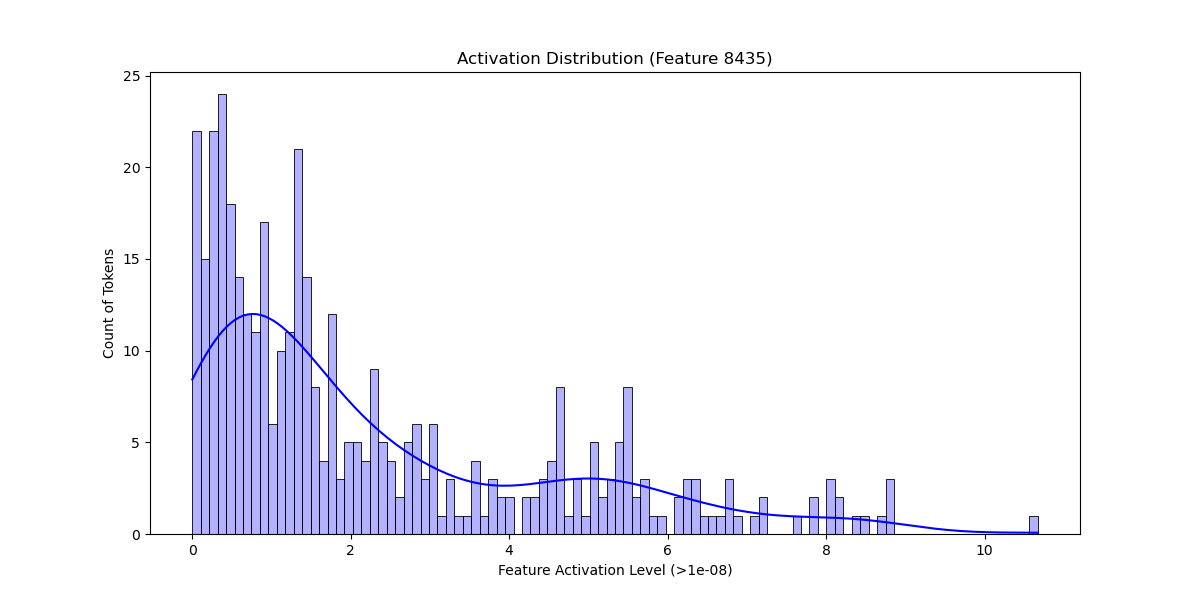 Activation Distribution (Feature 8435)
25
20
15
10
5
0
Count of Tokens
0 2 4 6 8 10
Feature Activation Level (>1e-08)